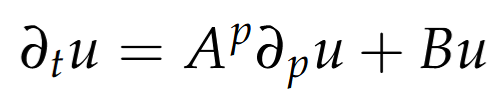 ∂ₜu = Aᵖ∂ₚu + Bu